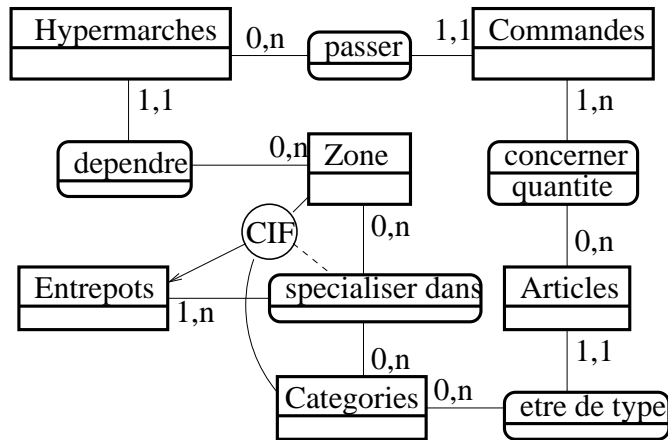 Hypermarches
0,n
passer
1,1
Commandes
1,1
1,n
dependre
0,n
Zone
concerner
quantite
CIF
0,n
0,n
Entrepots
1,n
specialiser dans
Articles
0,n
1,1
Categories
0,n
etre de type